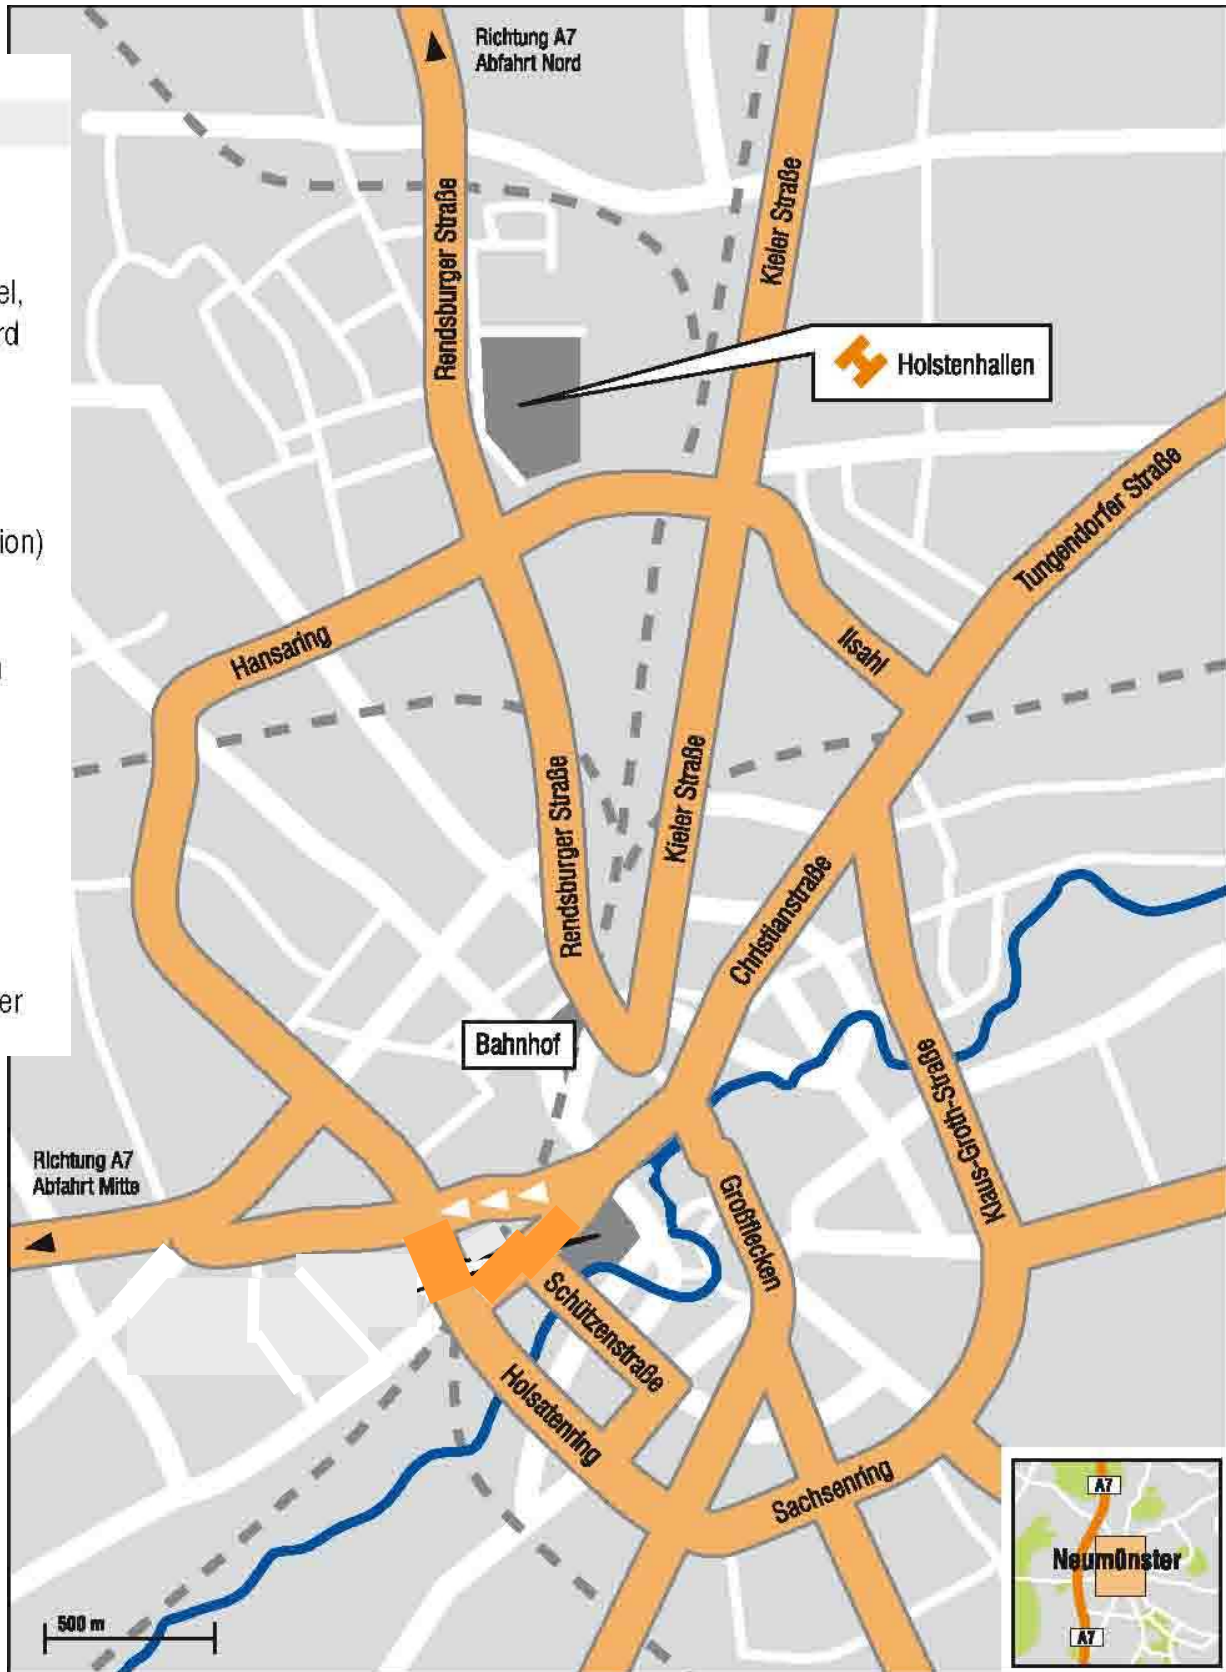 Richtung A7
Abfahrt Nord
Rendsburger Straße
Kieler Straße
el,
rd
Holstenhallen
Tungendorfer Straße
ion)
Hansaring
Ilsahl
Rendsburger Straße
Kieler Straße
Christianstraße
er
Bahnhof
Klaus-Groth-Straße
Richtung A7
Abfahrt Mitte
Großflecken
Schützenstraße
Holsatenring
Sachsenring
A7
Neumünster
A7
500 m